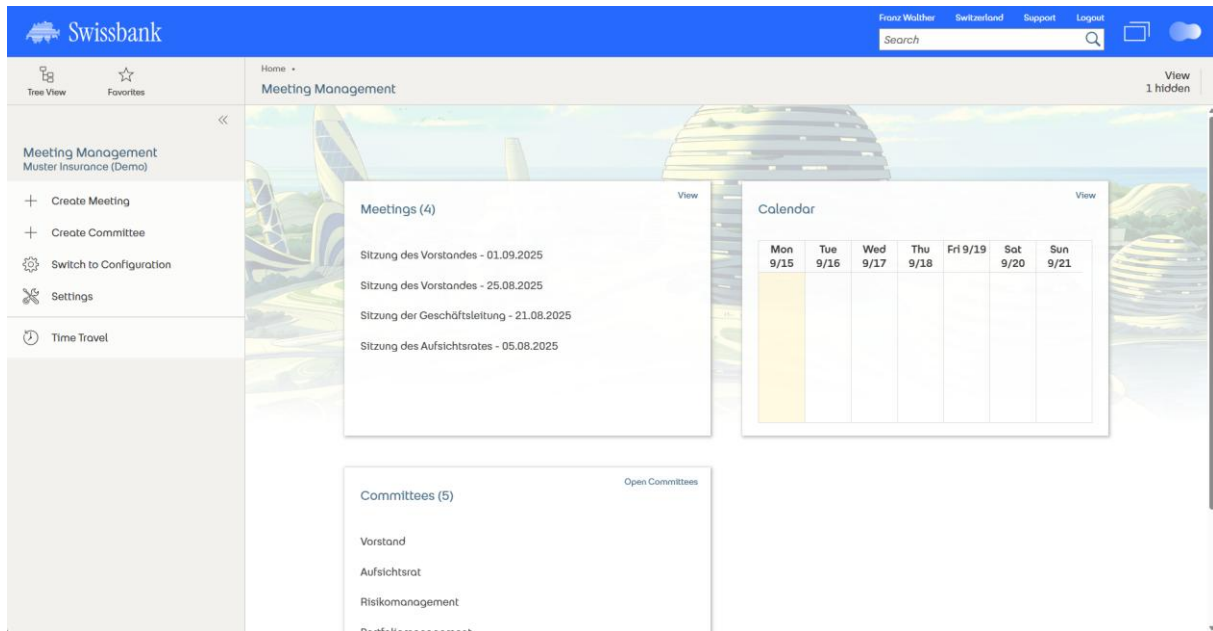 Swissbank
Franz Walther Switzerland Support Logout
Search
Tree View
Favorites
Home
Meeting Management
View
1 hidden
Meeting Management
Muster Insurance (Demo)
Create Meeting
Create Committee
Switch to Configuration
Settings
Time Travel
View
Meetings (4)
Sitzung des Vorstandes - 01.09.2025
Sitzung des Vorstandes - 25.08.2025
Sitzung der Geschäftsleitung - 21.08.2025
Sitzung des Aufsichtsrates - 05.08.2025
View
Calendar
Mon 9/15
Tue 9/16
Wed 9/17
Thu 9/18
Fri 9/19
Sat 9/20
Sun 9/21
Open Committees
Committees (5)
Vorstand
Aufsichtsrat
Risikomanagement